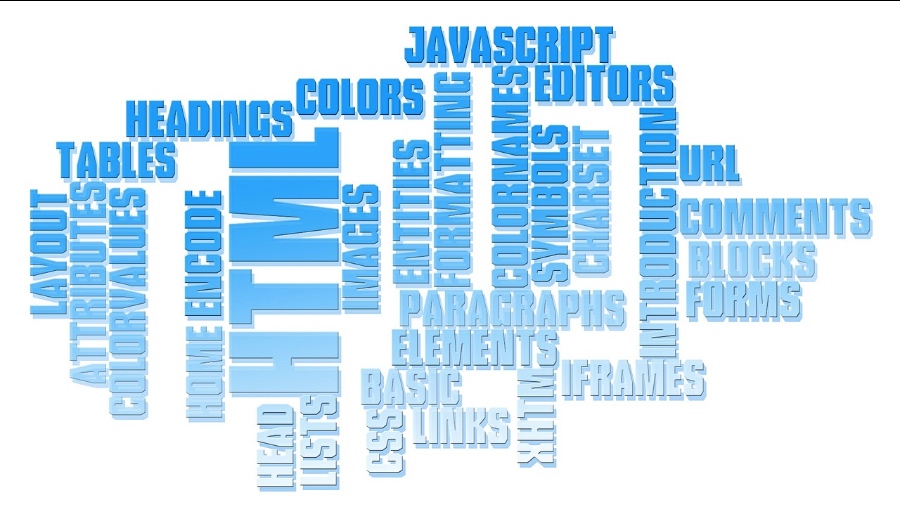 JAVASCRIPT
EDITORS
COLORS
HEADINGS
TABLES
LAYOUT
ATTRIBUTES
COLORVALUES
HOME
ENCODE
HTML
IMAGES
ENTITIES
FORMATTING
COLORNAMES
SYMBOLS
CHARSET
INTRODUCTION
URL
COMMENTS
BLOCKS
FORMS
PARAGRAPHS
ELEMENTS
BASIC
LINKS
CSS
XHTM
IFRAMES
HEAD
LISTS